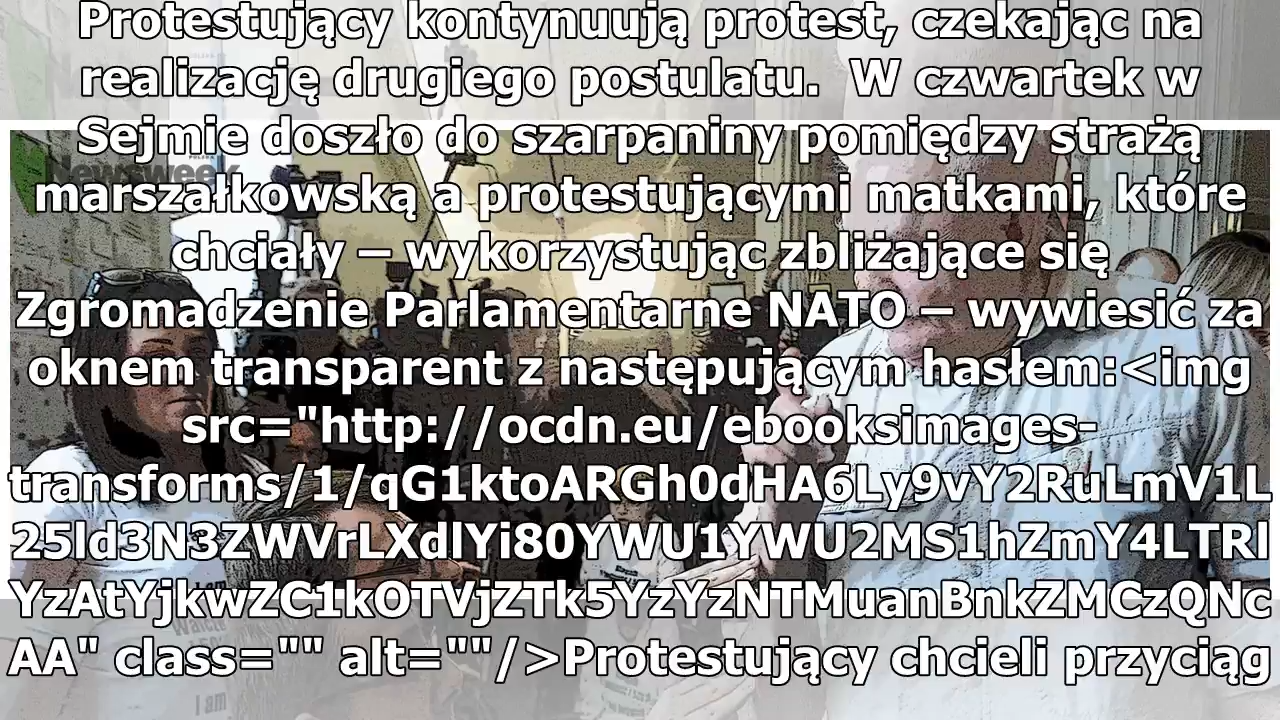 Protestujący kontynuują protest, czekając na
realizację drugiego postulatu. W czwartek w
Sejmie doszło do szarpaniny pomiędzy strażą
Newsweek
marszałkowską a protestującymi matkami, które
chciały – wykorzystując zbliżające się
Zgromadzenie Parlamentarne NATO – wywiesić za
oknem transparent z następującym hasłem:<img
src="http://ocdn.eu/ebooksimages-
transforms/1/qG1ktoARGh0dHA6Ly9vY2RuLmV1L
25ld3N3ZWVrLXdlYi80YWU1YWU2MS1hZmY4LTRl
YzAtYjkwZC1kOTVjZTk5YzYzNTMuanBnkZMCzQNc
AA" class="" alt=""/>Protestujący chcieli przyciąg
I am